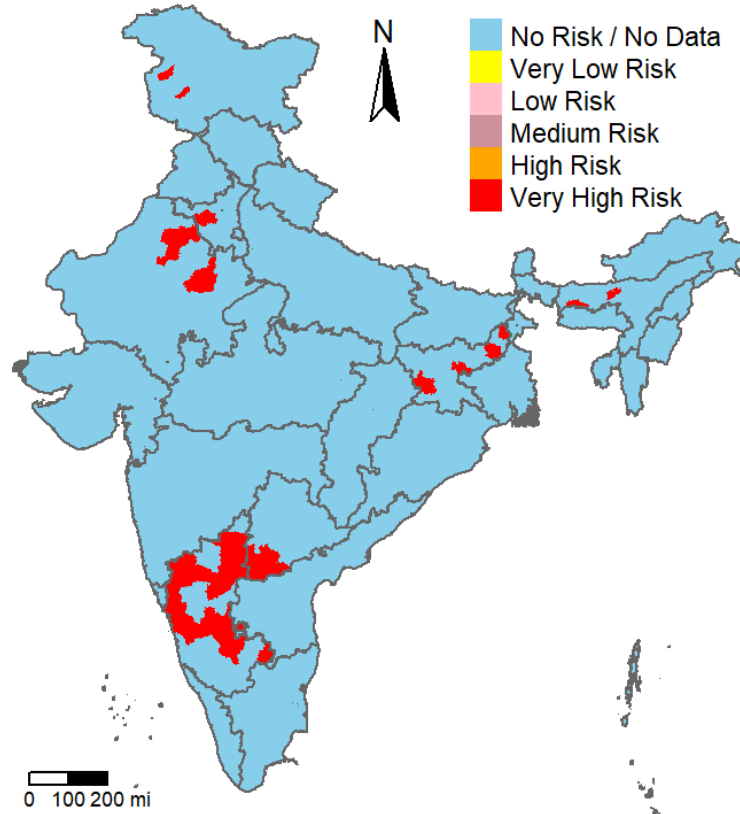 N
No Risk / No Data
Very Low Risk
Low Risk
Medium Risk
High Risk
Very High Risk
0 100 200 mi